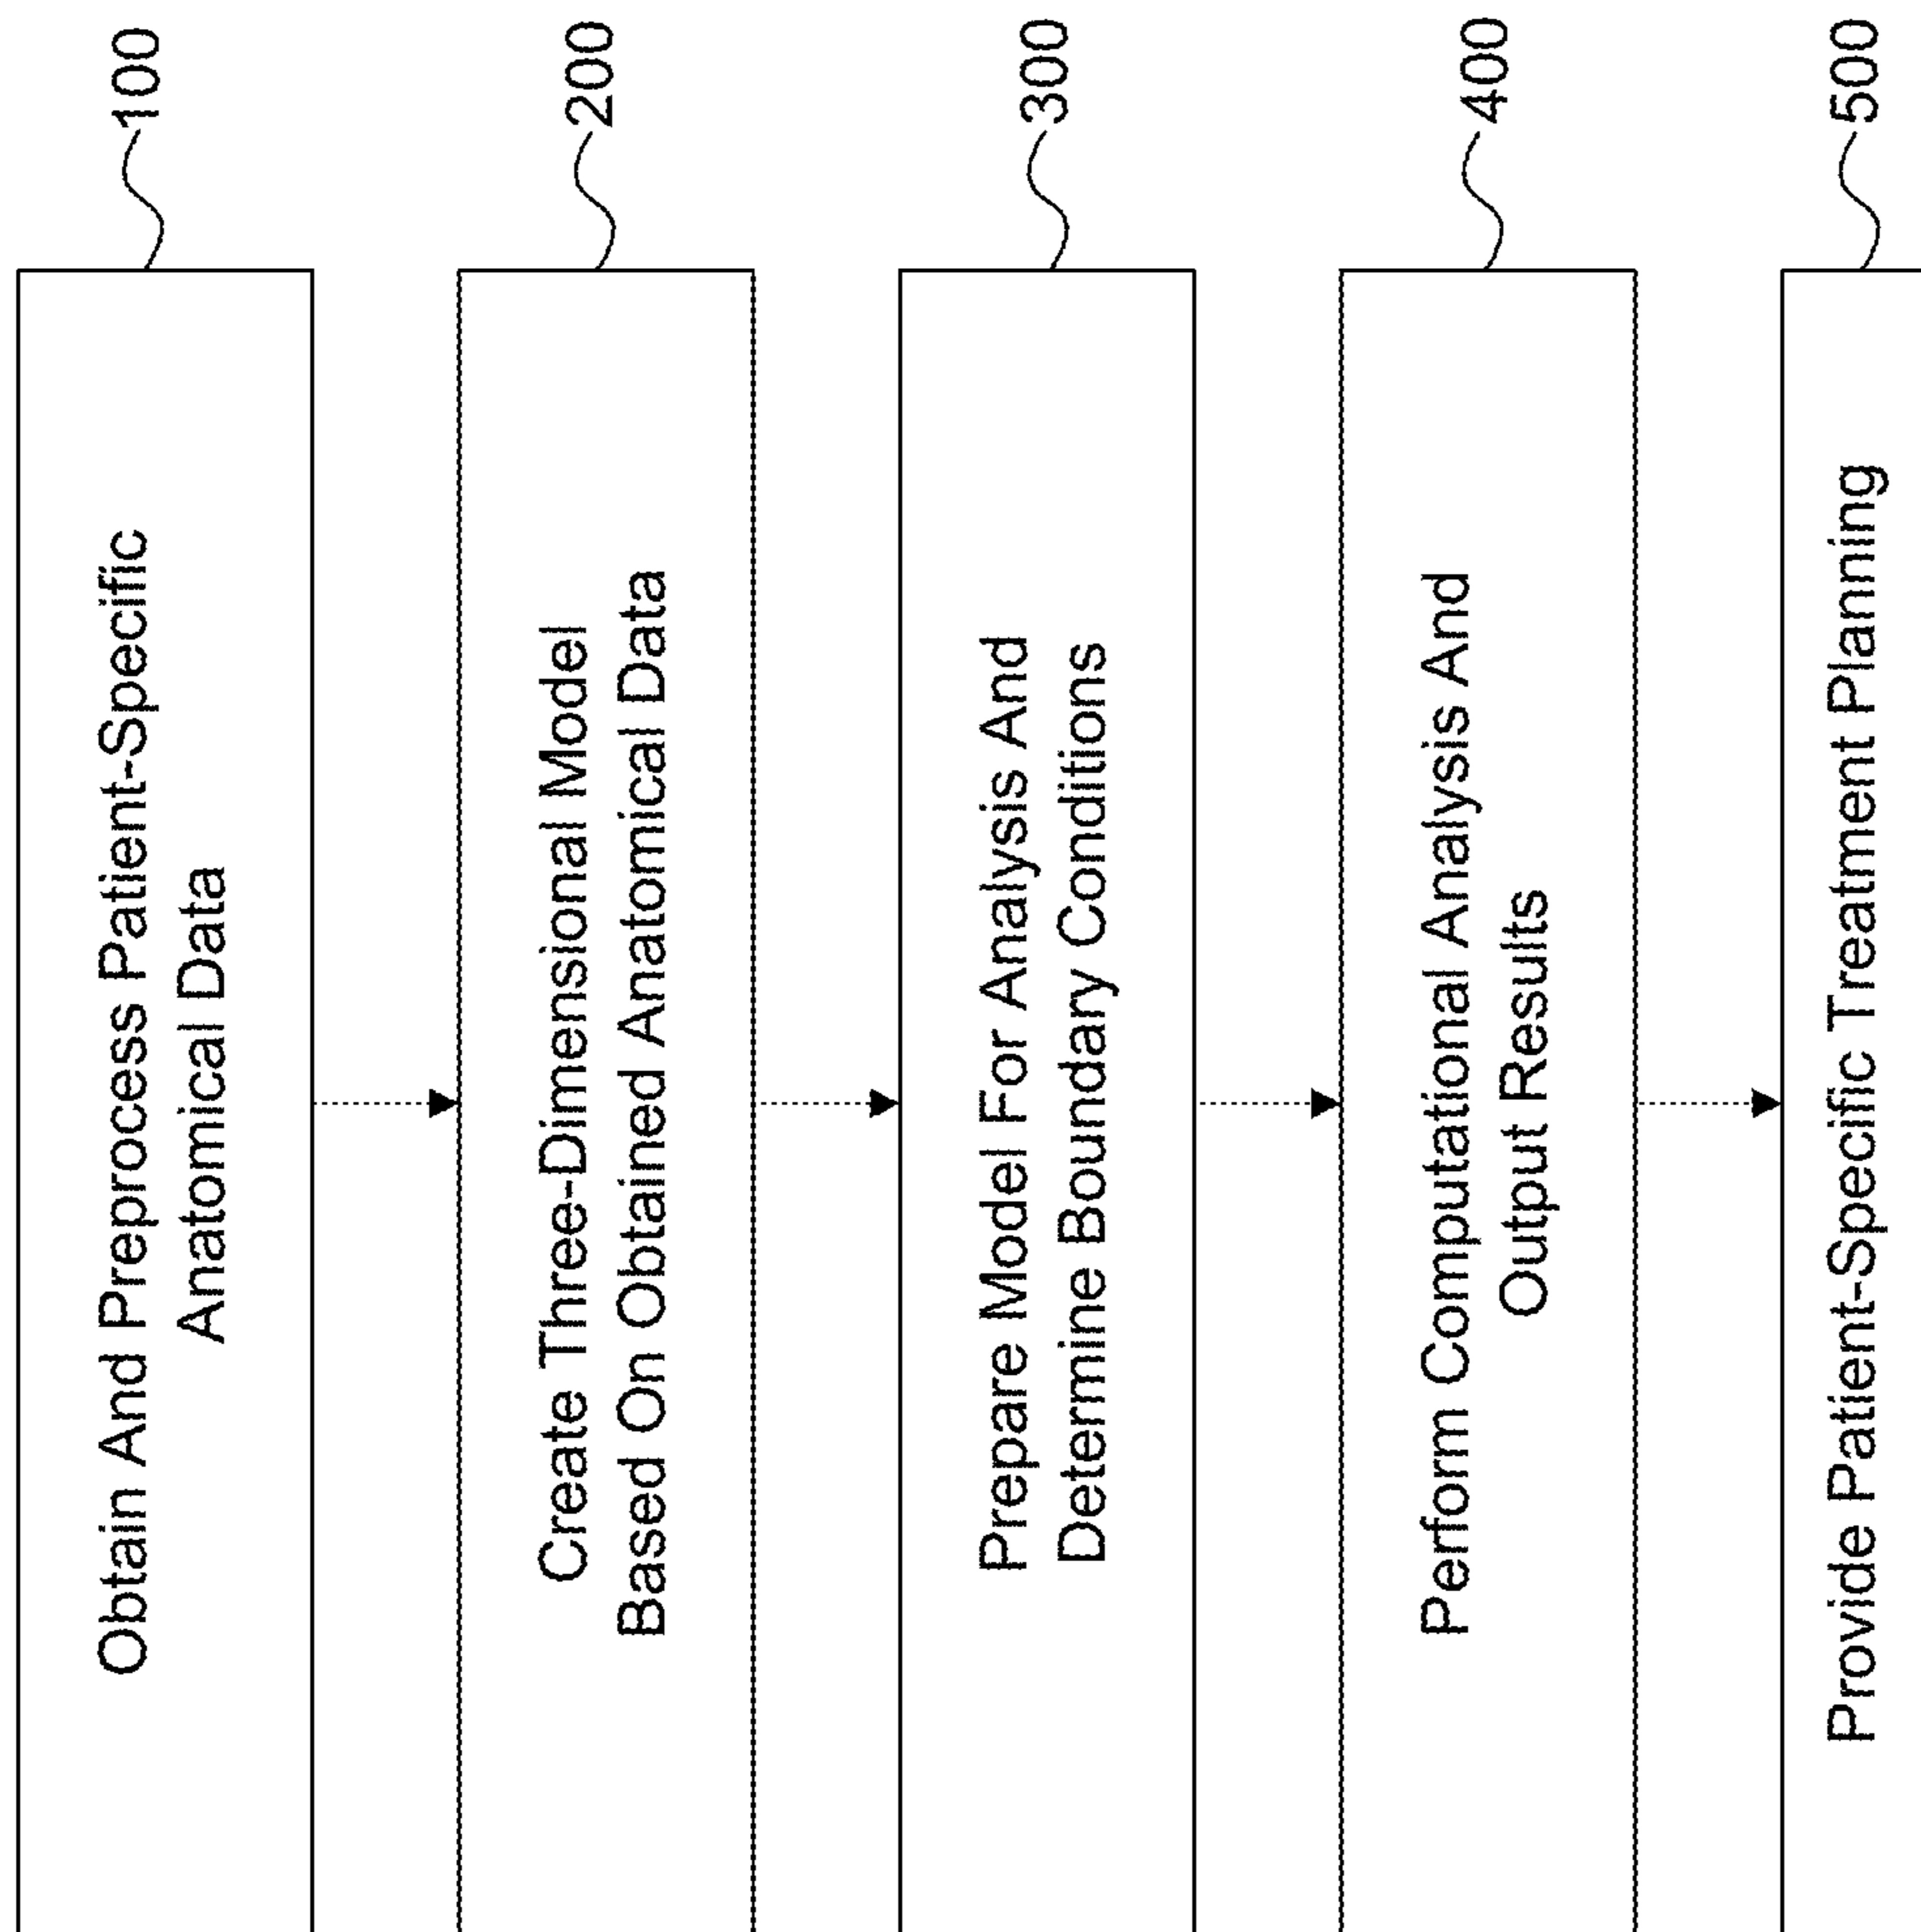 Obtain And Preprocess Patient-Specific
Anatomical Data
100
Create Three-Dimensional Model
Based On Obtained Anatomical Data
200
Prepare Model For Analysis And
Determine Boundary Conditions
300
Perform Computational Analysis And
Output Results
400
Provide Patient-Specific Treatment Planning
500